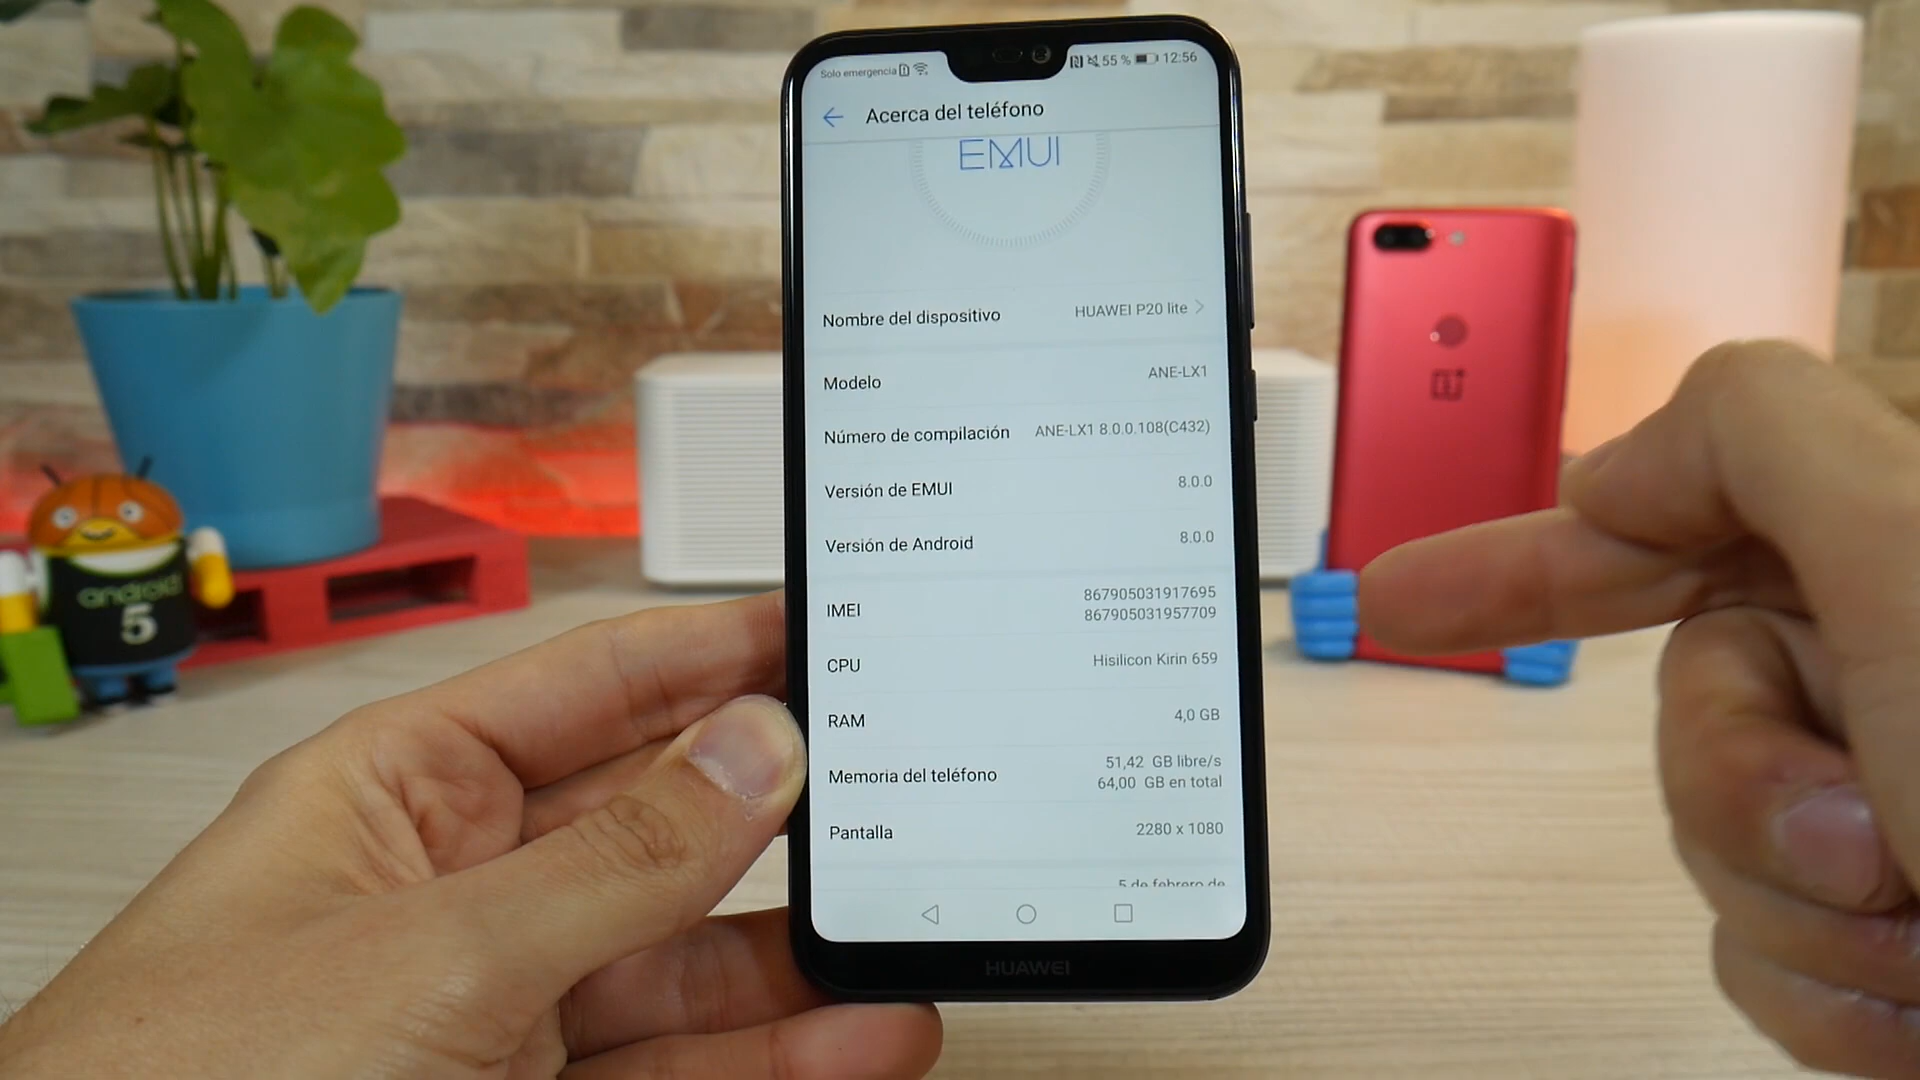 Solo emergencia
55 %
12:56
Acerca del teléfono
EMUI
Nombre del dispositivo
HUAWEI P20 lite
Modelo
ANE-LX1
Número de compilación
ANE-LX1 8.0.0.108(C432)
Versión de EMUI
8.0.0
Versión de Android
8.0.0
IMEI
867905031917695
867905031957709
CPU
Hisilicon Kirin 659
RAM
4,0 GB
Memoria del teléfono
51,42 GB libre/s
64,00 GB en total
Pantalla
2280 x 1080
5 de febrero de
HUAWEI
android
5